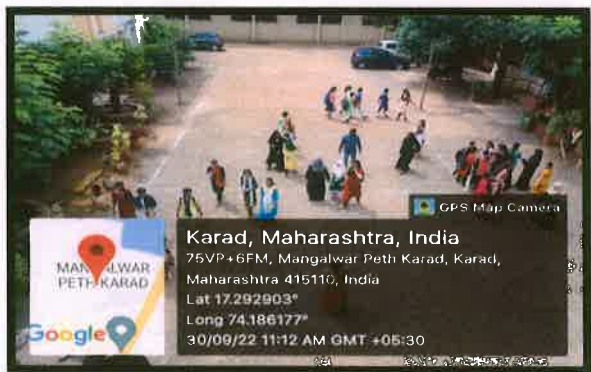 GPS Map Camera
Karad, Maharashtra, India
75VP+6FM, Mangalwar Peth Karad, Karad,
Maharashtra 415110, India
Lat 17.292903°
Long 74.186177°
30/09/22 11:12 AM GMT +05:30
MANGALWAR
PETH KARAD
Google